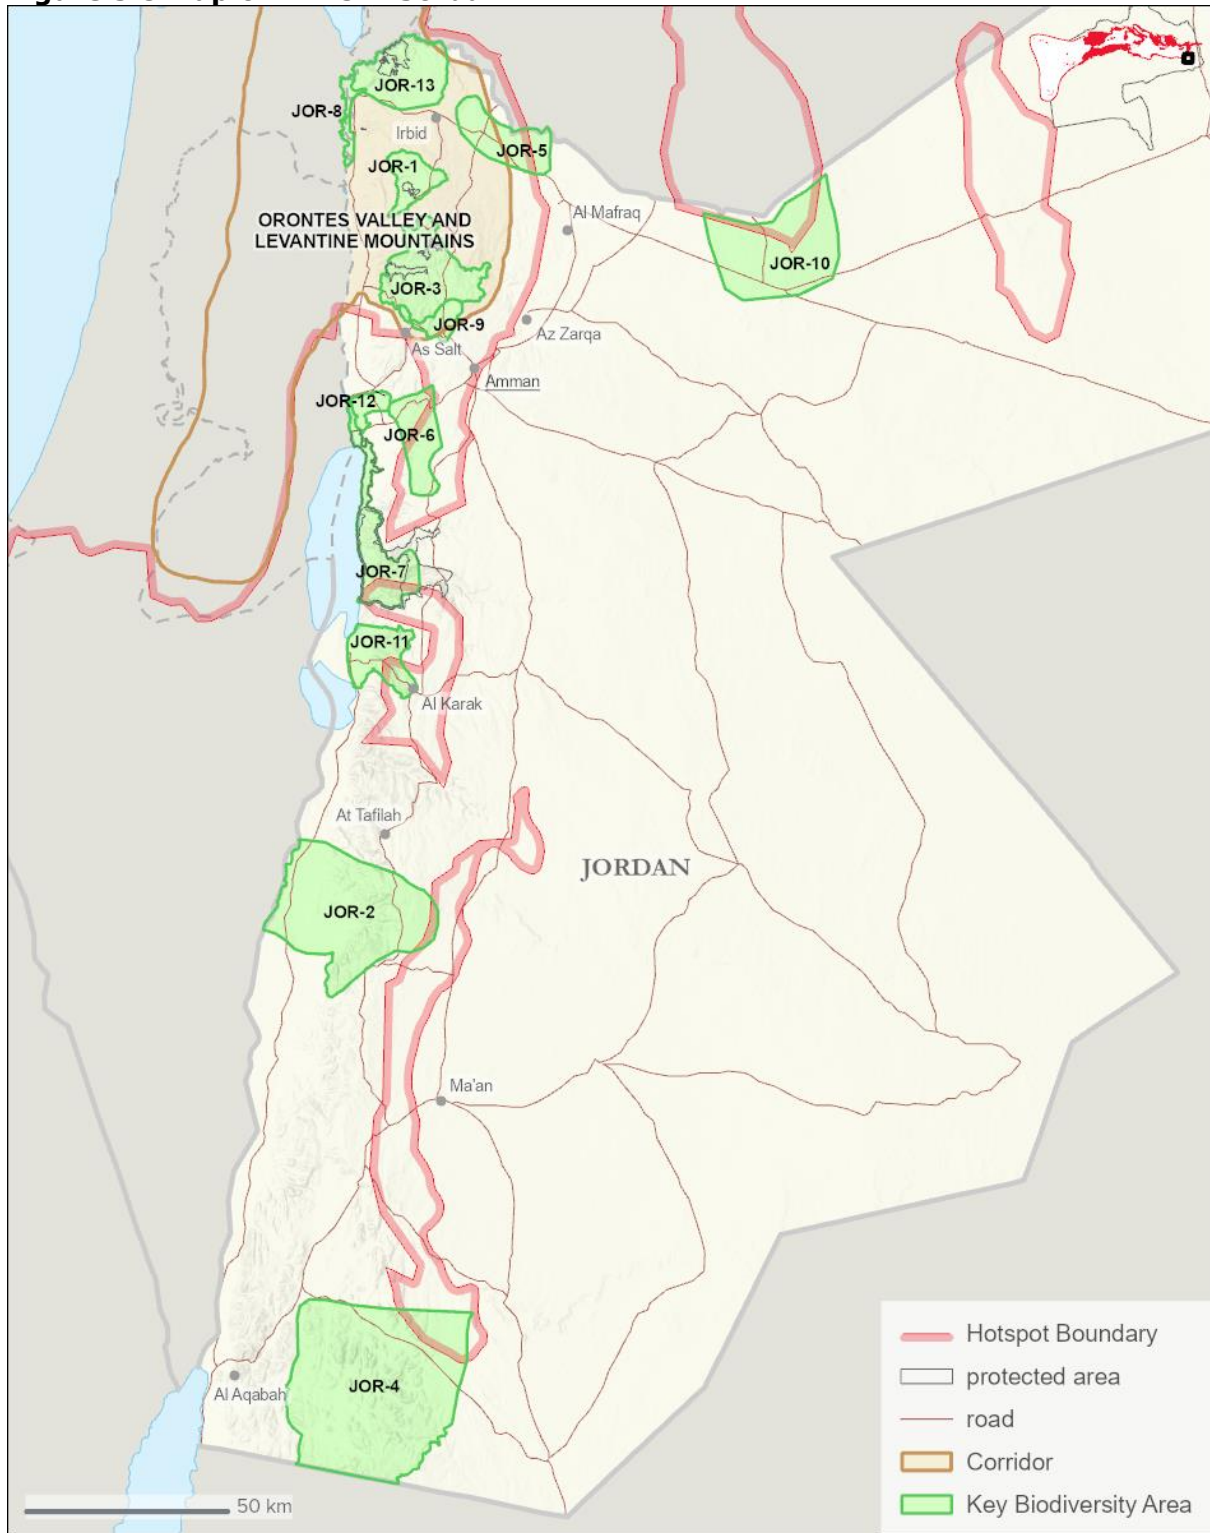 JOR-13
JOR-8
Irbid
JOR-5
JOR-1
ORONTES VALLEY AND
LEVANTINE MOUNTAINS
Al Mafraq
JOR-10
JOR-3
JOR-9
Az Zarqa
As Salt
Amman
JOR-12
JOR-6
JOR-7
JOR-11
Al Karak
At Tafilah
JORDAN
JOR-2
Ma'an
JOR-4
Al Aqabah
Hotspot Boundary
protected area
road
Corridor
Key Biodiversity Area
50 km